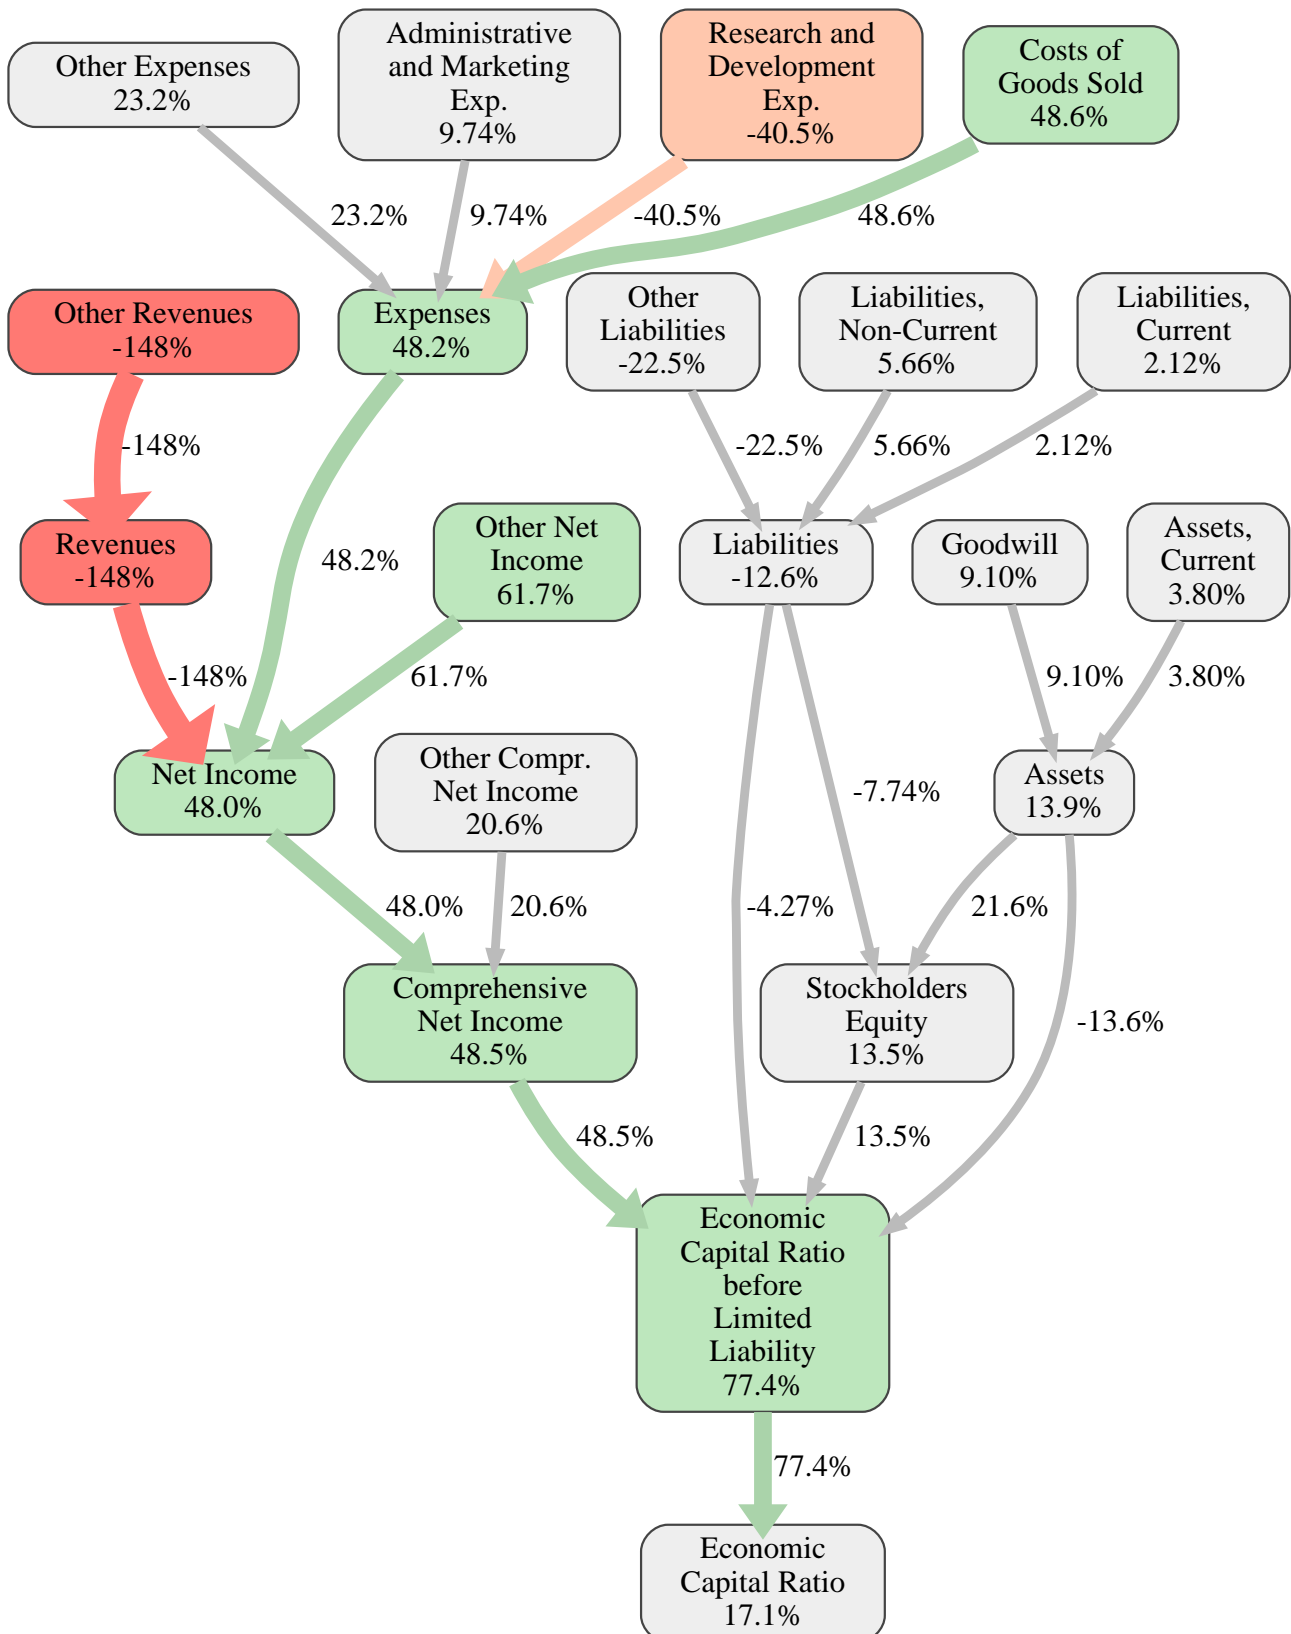 Other Expenses
23.2%
Administrative
and Marketing
Exp.
9.74%
Research and
Development
Exp.
-40.5%
Costs of
Goods Sold
48.6%
23.2%
9.74%
-40.5%
48.6%
Other Revenues
-148%
Expenses
48.2%
Other
Liabilities
-22.5%
Liabilities,
Non-Current
5.66%
Liabilities,
Current
2.12%
-148%
-22.5%
5.66%
2.12%
Revenues
-148%
48.2%
Other Net
Income
61.7%
Liabilities
-12.6%
Goodwill
9.10%
Assets,
Current
3.80%
-148%
61.7%
9.10%
3.80%
Net Income
48.0%
Other Compr.
Net Income
20.6%
-7.74%
Assets
13.9%
48.0%
20.6%
-4.27%
21.6%
Comprehensive
Net Income
48.5%
Stockholders
Equity
13.5%
-13.6%
48.5%
13.5%
Economic
Capital Ratio
before
Limited
Liability
77.4%
77.4%
Economic
Capital Ratio
17.1%